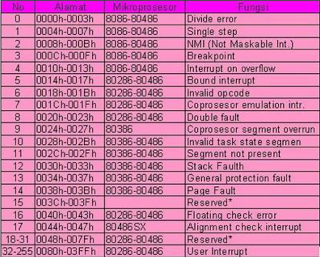 No Alamat Mikroprosesor Fungsi
0 0000h-0003h 8086-80486 Divide error
1 0004h-0007h 8086-80486 Single step
2 0008h-000Bh 8086-80486 NMI (Not Maskable Int.)
3 000Ch-000Fh 8086-80486 Breakpoint
4 0010h-0013h 8086-80486 Interrupt on overflow
5 0014h-0017h 80286-80486 Bound interrupt
6 0018h-001Bh 80286-80486 Invalid opcode
7 001Ch-001Fh 80286-80486 Coprosesor emulation intr.
8 0020h-0023h 80286-80486 Double fault
9 0024h-0027h 80386 Coprosesor segment overrun
10 0028h-002Bh 80386-80486 Invalid task state segmen
11 002Ch-002Fh 80386-80486 Segment not present
12 0030h-0033h 80386-80486 Stack Faulth
13 0034h-0037h 80386-80486 General protection fault
14 0038h-003Bh 80386-80486 Page Fault
15 003Ch-003Fh Reserved*
16 0040h-0043h 80286-80486 Floating check error
17 0044h-0047h 80486SX Alignment check interrupt
18-31 0048h-007Fh 80286-80486 Reserved*
32-255 0080h-03FFh 80286-80486 User Interrupt